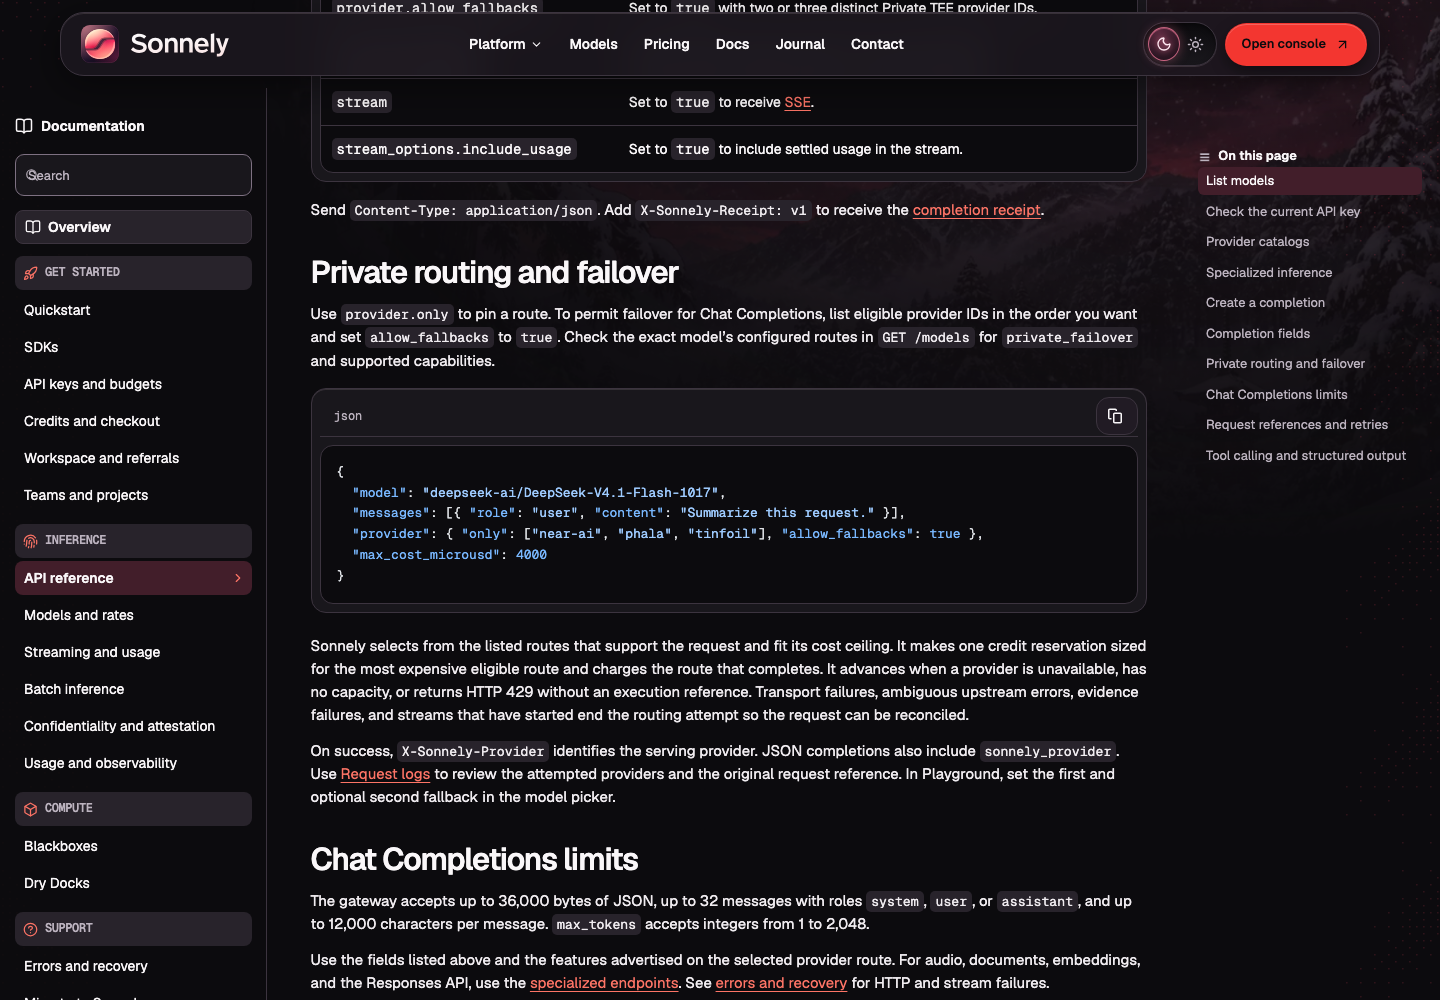 provider.allow_fallbacks Set to true with two or three distinct Private TEE provider IDs.
Sonnely
Platform Models Pricing Docs Journal Contact
Open console
stream Set to true to receive SSE.
stream_options.include_usage Set to true to include settled usage in the stream.
Documentation
Search
Overview
GET STARTED
Quickstart
SDKs
API keys and budgets
Credits and checkout
Workspace and referrals
Teams and projects
INFERENCE
API reference
Models and rates
Streaming and usage
Batch inference
Confidentiality and attestation
Usage and observability
COMPUTE
Blackboxes
Dry Docks
SUPPORT
Errors and recovery
Send Content-Type: application/json. Add X-Sonnely-Receipt: v1 to receive the completion receipt.
Private routing and failover
Use provider.only to pin a route. To permit failover for Chat Completions, list eligible provider IDs in the order you want
and set allow_fallbacks to true. Check the exact model's configured routes in GET /models for private_failover
and supported capabilities.
json
{
"model": "deepseek-ai/DeepSeek-V4.1-Flash-1017",
"messages": [{ "role": "user", "content": "Summarize this request." }],
"provider": { "only": ["near-ai", "phala", "tinfoil"], "allow_fallbacks": true },
"max_cost_microusd": 4000
}
Sonnely selects from the listed routes that support the request and fit its cost ceiling. It makes one credit reservation sized
for the most expensive eligible route and charges the route that completes. It advances when a provider is unavailable, has
no capacity, or returns HTTP 429 without an execution reference. Transport failures, ambiguous upstream errors, evidence
failures, and streams that have started end the routing attempt so the request can be reconciled.
On success, X-Sonnely-Provider identifies the serving provider. JSON completions also include sonnely_provider.
Use Request logs to review the attempted providers and the original request reference. In Playground, set the first and
optional second fallback in the model picker.
Chat Completions limits
The gateway accepts up to 36,000 bytes of JSON, up to 32 messages with roles system, user, or assistant, and up
to 12,000 characters per message. max_tokens accepts integers from 1 to 2,048.
Use the fields listed above and the features advertised on the selected provider route. For audio, documents, embeddings,
and the Responses API, use the specialized endpoints. See errors and recovery for HTTP and stream failures.
On this page
List models
Check the current API key
Provider catalogs
Specialized inference
Create a completion
Completion fields
Private routing and failover
Chat Completions limits
Request references and retries
Tool calling and structured output